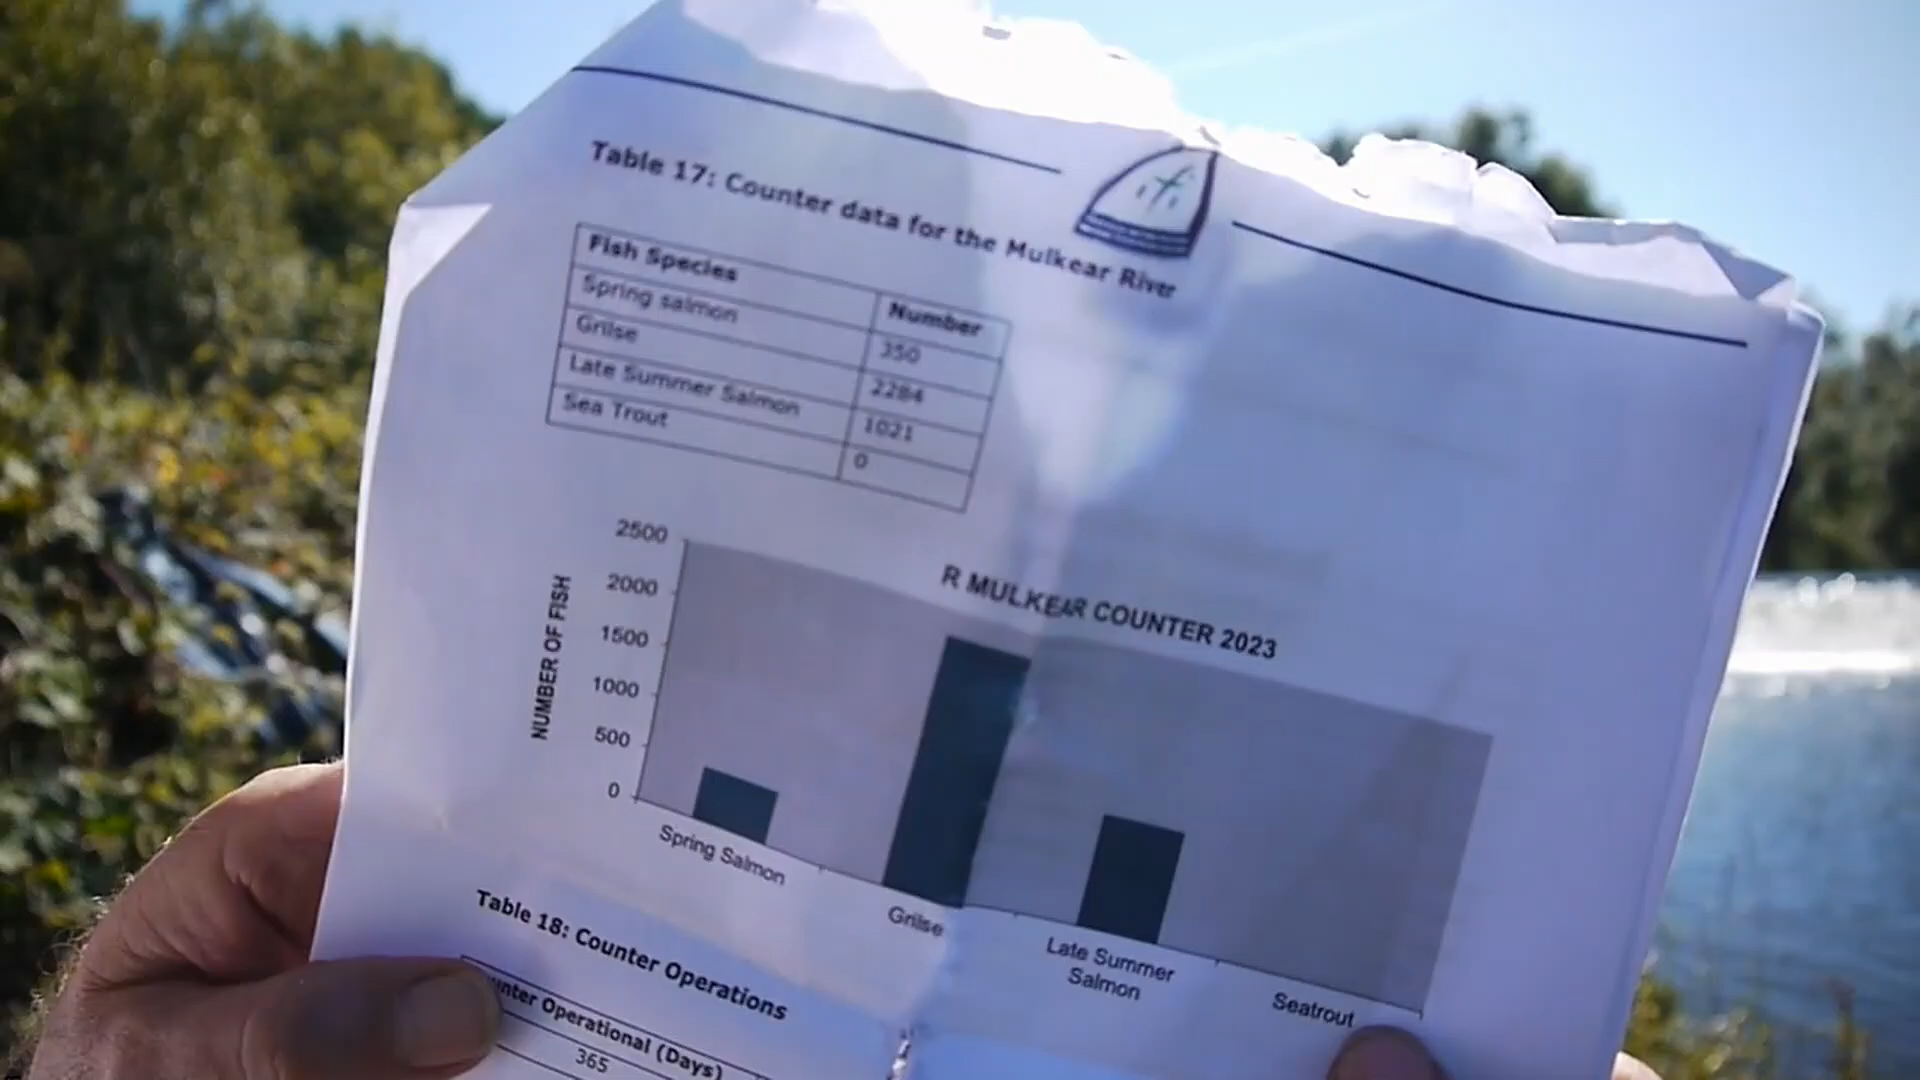 ifi
Table 17: Counter data for the Mulkear River
Fish Species Number
Spring salmon 350
Grilse 2284
Late Summer Salmon 1021
Sea Trout 0
R MULKEAR COUNTER 2023
NUMBER OF FISH
2500
2000
1500
1000
500
0
Spring Salmon
Grilse
Late Summer
Salmon
Seatrout
Table 18: Counter Operations
Operational (Days)
365